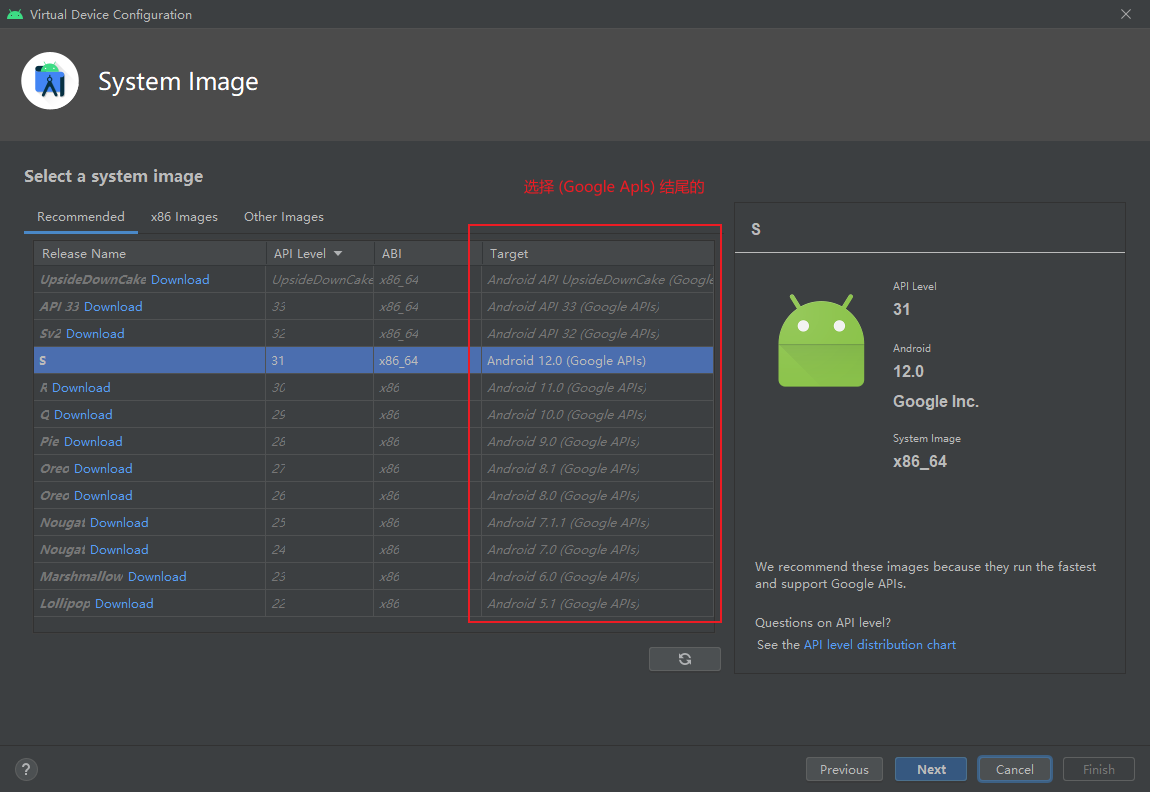 Virtual Device Configuration
System Image
Select a system image
选择 (Google ApIs) 结尾的
Recommended x86 Images Other Images
Release Name API Level ABI Target
UpsideDownCake Download UpsideDownCake x86_64 Android API UpsideDownCake (Google
API 33 Download 33 x86_64 Android API 33 (Google APIs)
Sv2 Download 32 x86_64 Android API 32 (Google APIs)
S 31 x86_64 Android 12.0 (Google APIs)
R Download 30 x86 Android 11.0 (Google APIs)
Q Download 29 x86 Android 10.0 (Google APIs)
Pie Download 28 x86 Android 9.0 (Google APIs)
Oreo Download 27 x86 Android 8.1 (Google APIs)
Oreo Download 26 x86 Android 8.0 (Google APIs)
Nougat Download 25 x86 Android 7.1.1 (Google APIs)
Nougat Download 24 x86 Android 7.0 (Google APIs)
Marshmallow Download 23 x86 Android 6.0 (Google APIs)
Lollipop Download 22 x86 Android 5.1 (Google APIs)
S
API Level
31
Android
12.0
Google Inc.
System Image
x86_64
We recommend these images because they run the fastest
and support Google APIs.
Questions on API level?
See the API level distribution chart
? Previous Next Cancel Finish